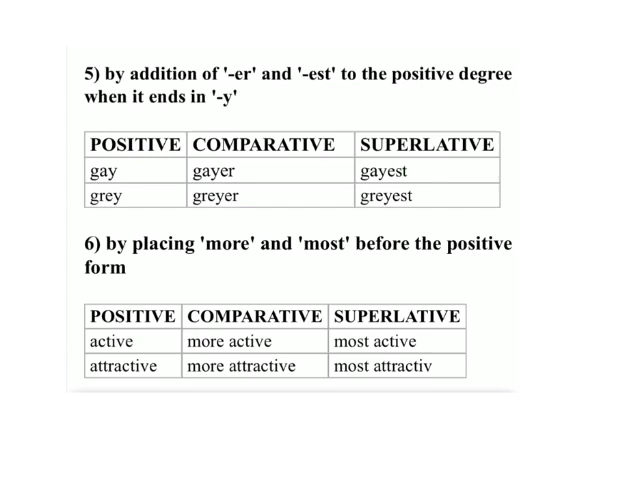 5) by addition of '-er' and '-est' to the positive degree
when it ends in '-y'
POSITIVE COMPARATIVE SUPERLATIVE
gay gayer gayest
grey greyer greyest
6) by placing 'more' and 'most' before the positive
form
POSITIVE COMPARATIVE SUPERLATIVE
active more active most active
attractive more attractive most attractiv